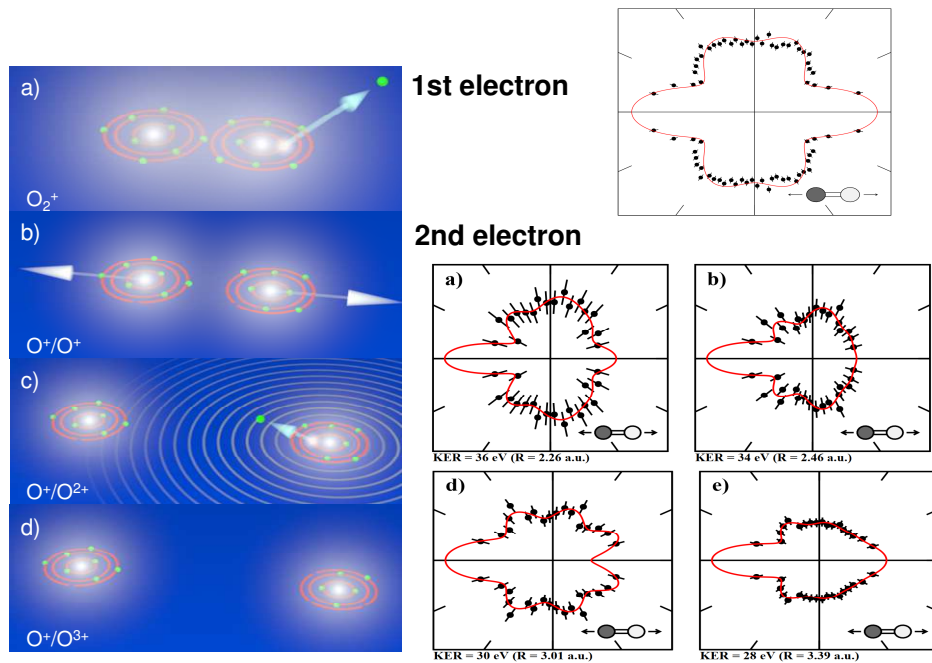 1st electron
a)
O₂⁺
b)
O⁺/O⁺
c)
O⁺/O²⁺
d)
O⁺/O³⁺
2nd electron
a)
KER = 36 eV (R = 2.26 a.u.)
b)
KER = 34 eV (R = 2.46 a.u.)
d)
KER = 30 eV (R = 3.01 a.u.)
e)
KER = 28 eV (R = 3.39 a.u.)